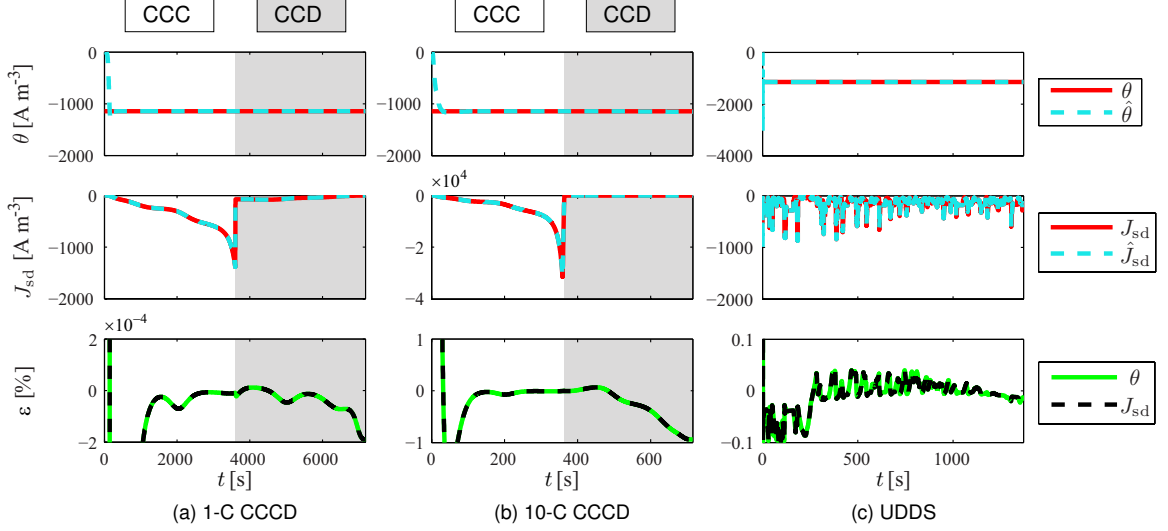 CCC CCD CCC CCD
θ [A m-3]
0
−1000
−2000
0
−1000
−2000
0
−2000
−4000
θ
θ̂
J_sd [A m-3]
0
−1000
−2000
×10^4
0
−2
−4
0
−1000
−2000
J_sd
Ĵ_sd
ε [%]
×10^−4
2
0
−2
1
0
−1
0.1
0
−0.1
θ
J_sd
0 2000 4000 6000
0 200 400 600
0 500 1000
t [s] t [s] t [s]
(a) 1-C CCCD (b) 10-C CCCD (c) UDDS